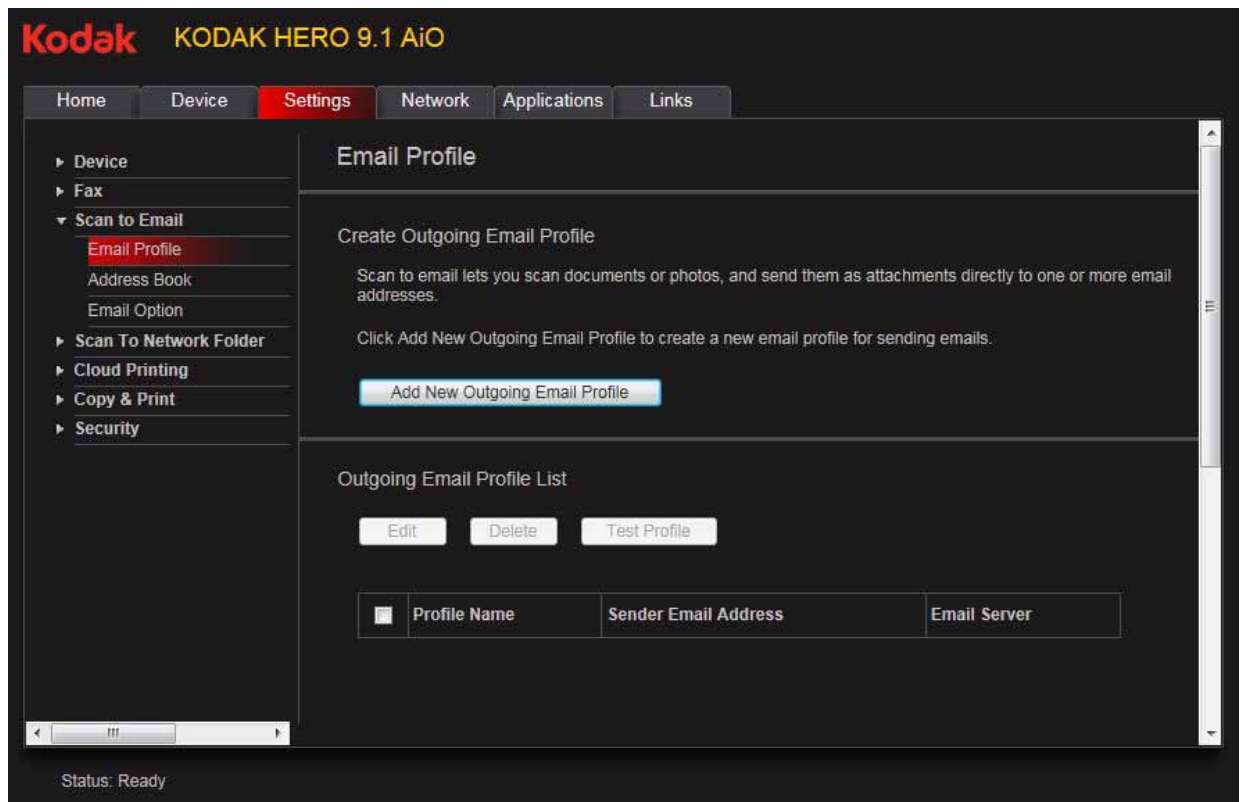 Kodak KODAK HERO 9.1 AiO
Home Device Settings Network Applications Links
Device
Fax
Scan to Email
Email Profile
Address Book
Email Option
Scan To Network Folder
Cloud Printing
Copy & Print
Security
Email Profile
Create Outgoing Email Profile
Scan to email lets you scan documents or photos, and send them as attachments directly to one or more email
addresses.
Click Add New Outgoing Email Profile to create a new email profile for sending emails.
Add New Outgoing Email Profile
Outgoing Email Profile List
Edit Delete Test Profile
Profile Name Sender Email Address Email Server
Status: Ready